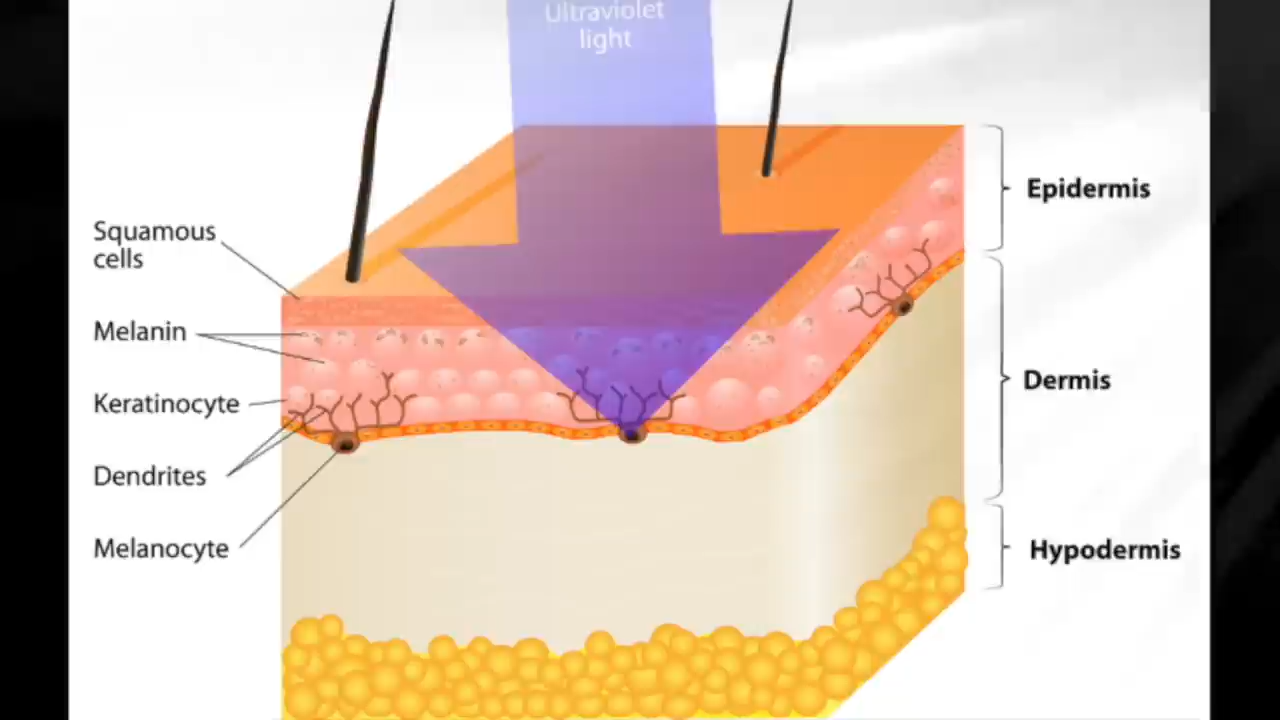 Ultraviolet
light
Squamous
cells
Melanin
Keratinocyte
Dendrites
Melanocyte
Epidermis
Dermis
Hypodermis